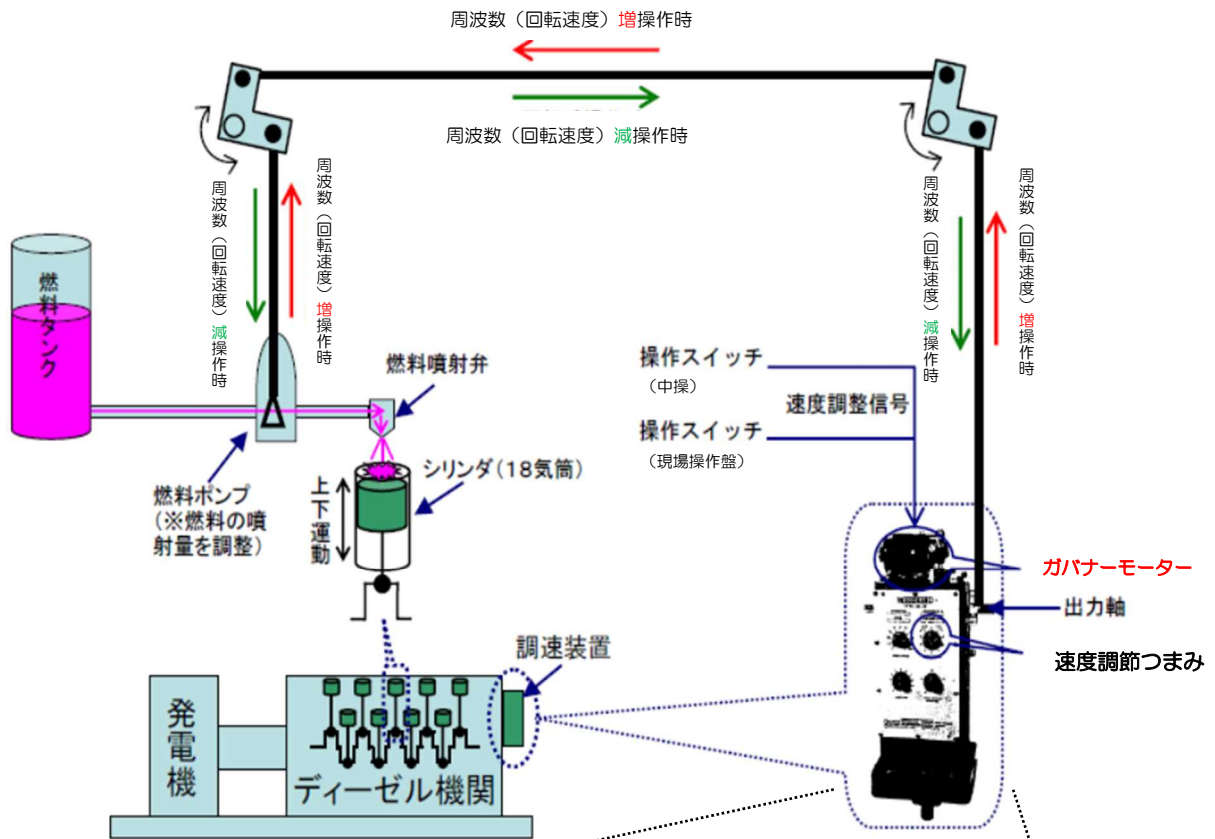 周波数（回転速度）増操作時
周波数（回転速度）減操作時
周波数（回転速度）減操作時
周波数（回転速度）増操作時
周波数（回転速度）減操作時
周波数（回転速度）増操作時
燃料タンク
燃料噴射弁
操作スイッチ
（中操）
速度調整信号
操作スイッチ
（現場操作盤）
シリンダ（１８気筒）
上下運動
燃料ポンプ
（※燃料の噴
射量を調整）
ガバナーモーター
出力軸
速度調節つまみ
調速装置
発電機
ディーゼル機関